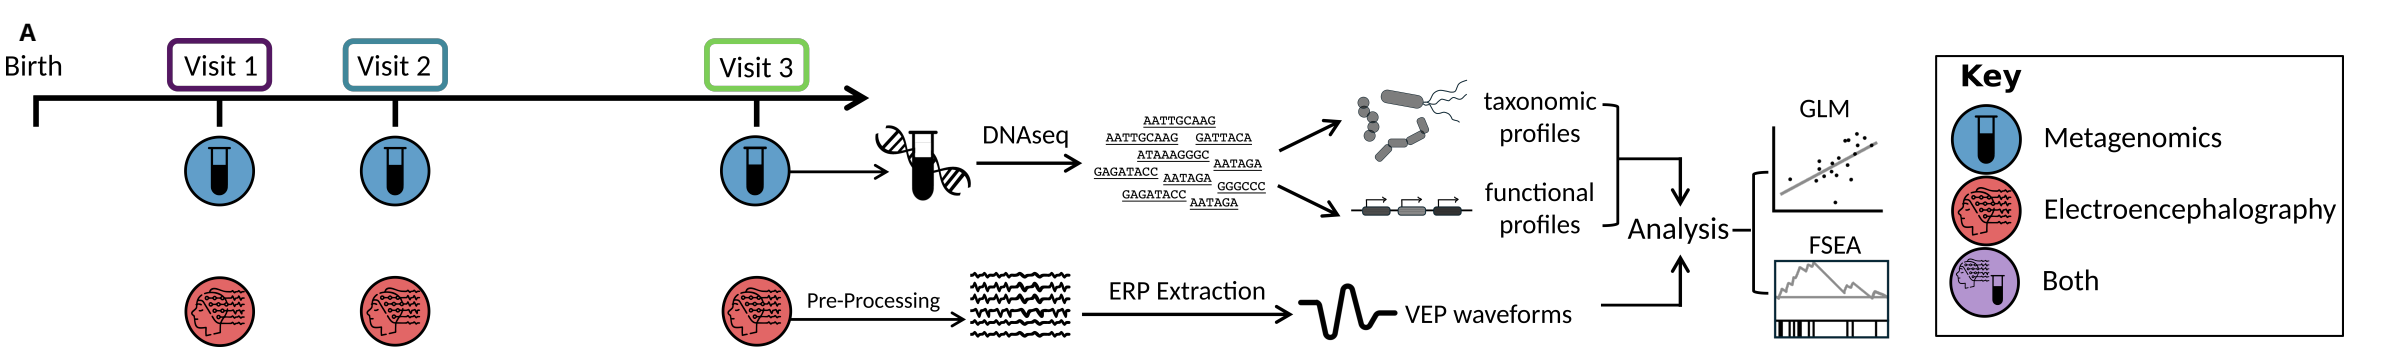 A
Birth
Visit 1
Visit 2
Visit 3
DNAseq
AATTGCAAG
AATTGCAAG GATTACA
ATAAAGGGC
AATAGA
GAGATACC
AATAGA
GGGCCC
GAGATACC
AATAGA
taxonomic
profiles
functional
profiles
Pre-Processing
ERP Extraction
VEP waveforms
Analysis
GLM
FSEA
Key
Metagenomics
Electroencephalography
Both